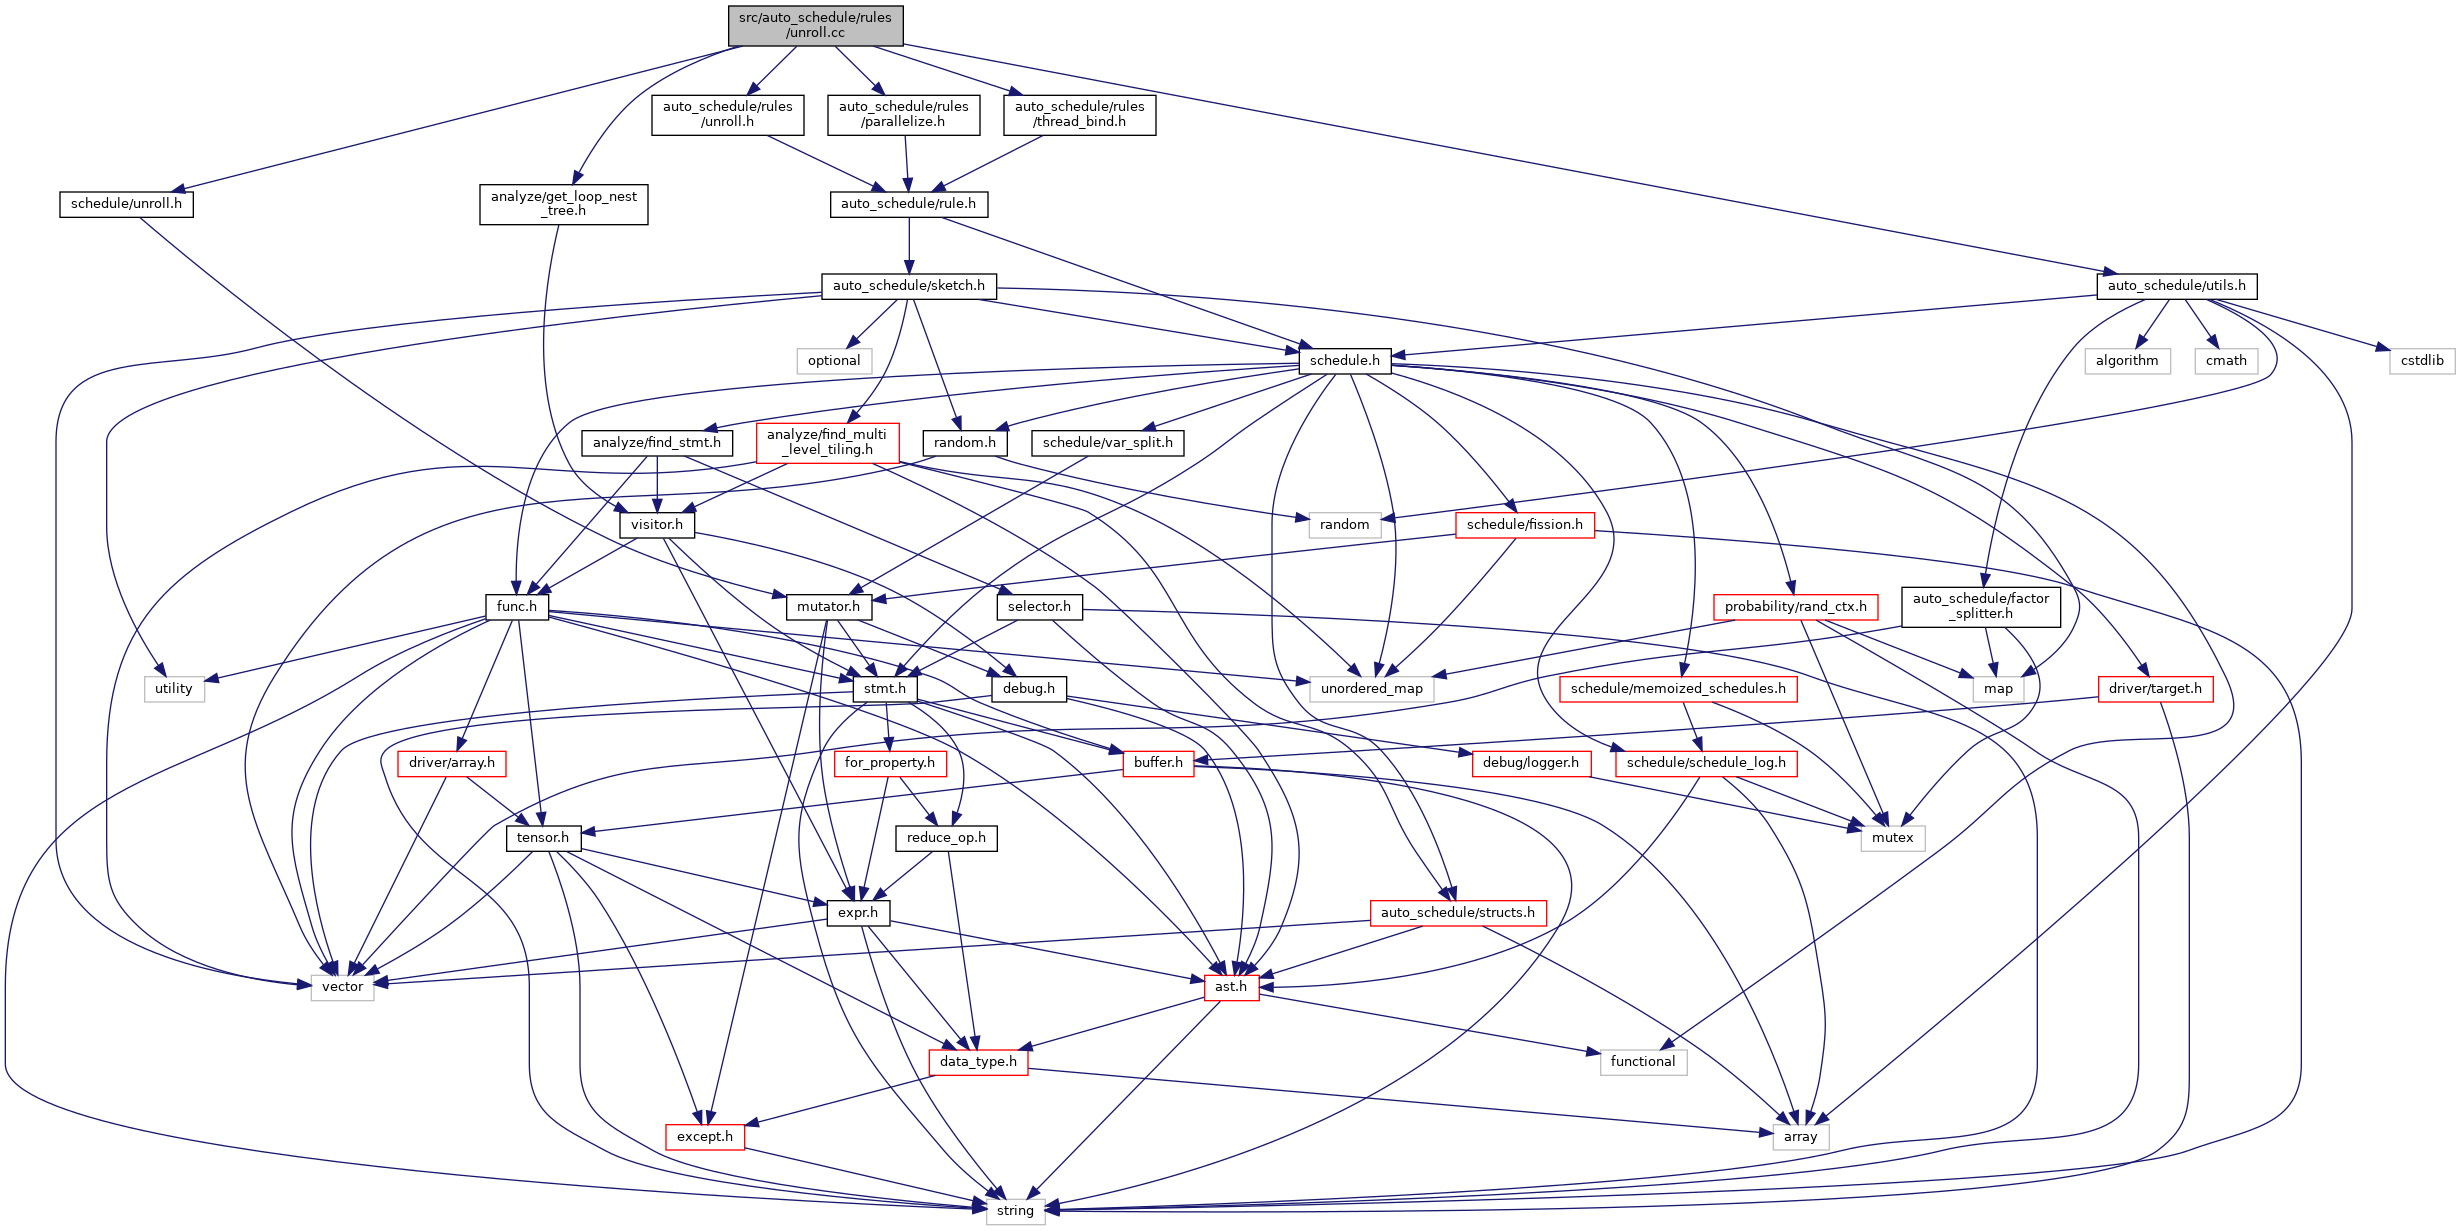 src/auto_schedule/rules
/unroll.cc
auto_schedule/rules
/unroll.h
auto_schedule/rules
/parallelize.h
auto_schedule/rules
/thread_bind.h
schedule/unroll.h
analyze/get_loop_nest
_tree.h
auto_schedule/rule.h
auto_schedule/sketch.h
auto_schedule/utils.h
optional
schedule.h
algorithm
cmath
cstdlib
analyze/find_stmt.h
analyze/find_multi
_level_tiling.h
random.h
schedule/var_split.h
visitor.h
random
schedule/fission.h
func.h
mutator.h
selector.h
probability/rand_ctx.h
auto_schedule/factor
_splitter.h
utility
stmt.h
debug.h
unordered_map
schedule/memoized_schedules.h
map
driver/target.h
driver/array.h
for_property.h
buffer.h
debug/logger.h
schedule/schedule_log.h
tensor.h
reduce_op.h
mutex
expr.h
auto_schedule/structs.h
vector
ast.h
data_type.h
functional
except.h
array
string